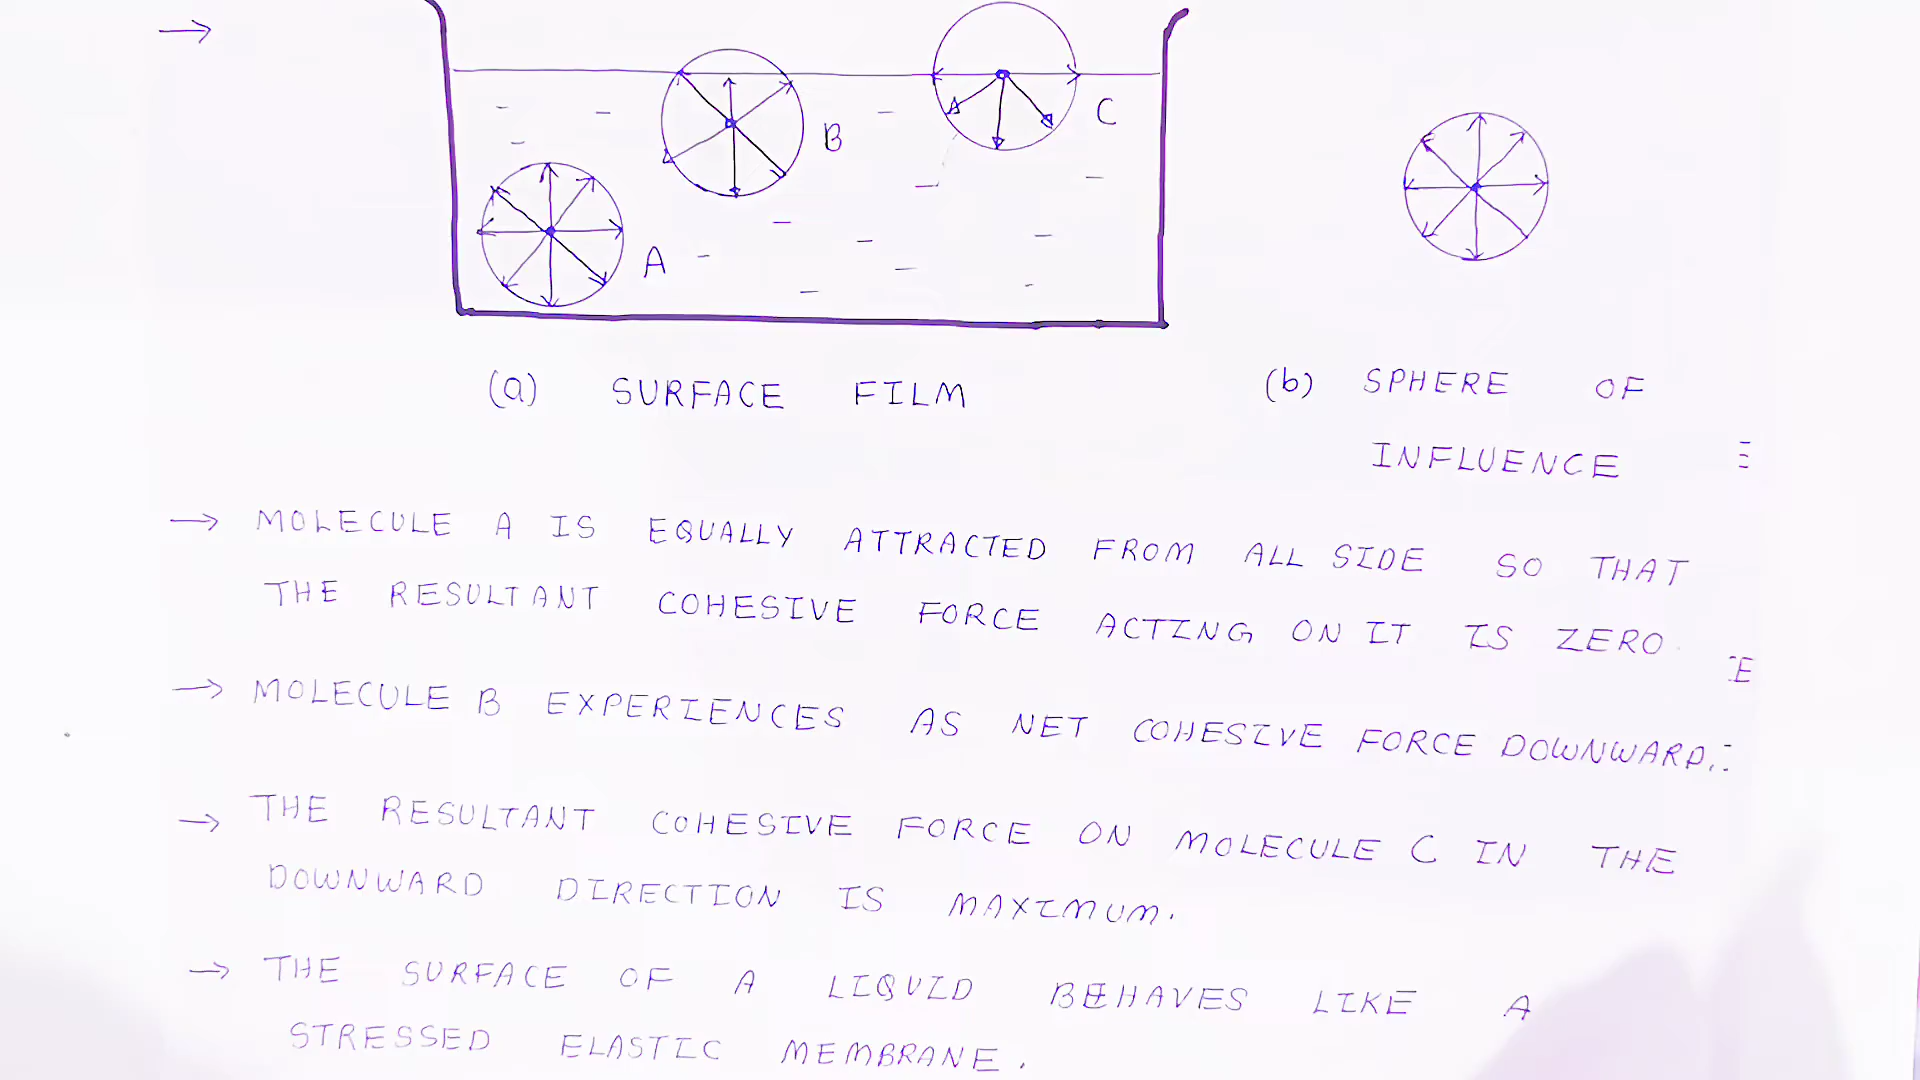 →
B
C
A
(a) SURFACE FILM
(b) SPHERE OF
INFLUENCE
→ MOLECULE A IS EQUALLY ATTRACTED FROM ALL SIDE SO THAT
THE RESULTANT COHESIVE FORCE ACTING ON IT IS ZERO
→ MOLECULE B EXPERIENCES AS NET COHESIVE FORCE DOWNWARD.
→ THE RESULTANT COHESIVE FORCE ON MOLECULE C IN THE
DOWNWARD DIRECTION IS MAXIMUM.
→ THE SURFACE OF A LIQUID BEHAVES LIKE A
STRESSED ELASTIC MEMBRANE.